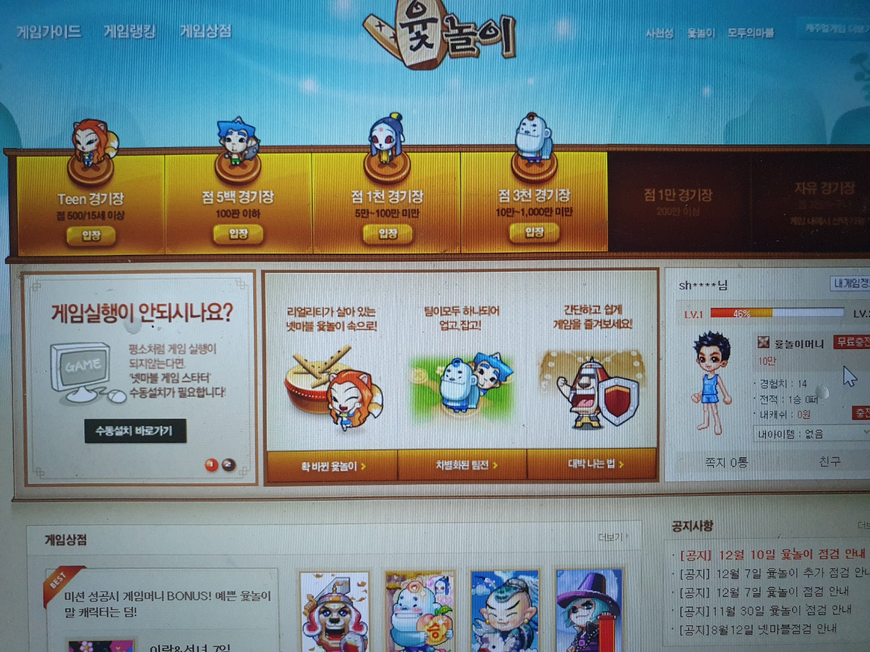 게임가이드 게임랭킹 게임상점
윷놀이
사천성 윷놀이 모두의마블
Teen 경기장
점 500/15세 이상
입장
점 5백 경기장
100판 이하
입장
점 1천 경기장
5만~100만 미만
입장
점 3천 경기장
10만~1,000만 미만
입장
점 1만 경기장
200만 이상
자유 경기장
게임 내에서 선택 가능
게임실행이 안되시나요?
GAME
평소처럼 게임 실행이
되지않는다면,
'넷마블 게임 스타터'
수동설치가 필요합니다!
수동설치 바로가기
1 2
리얼리티가 살아 있는
넷마블 윷놀이 속으로!
확 바뀐 윷놀이 >
팀이모두 하나되어
업고,잡고!
차별화된 팀전 >
간단하고 쉽게
게임을 즐겨보세요!
대박 나는 법 >
sh****님
내게임정
LV.1 46% LV.
윷놀이머니 무료충전
10만
· 경험치 : 14
· 전적 : 1승 0패
· 내캐쉬 : 0원 충전
내아이템 : 없음
쪽지 0통 친구
게임상점 더보기
BEST
미션 성공시 게임머니 BONUS! 예쁜 윷놀이
말 캐릭터는 덤!
공지사항 더보
· [공지] 12월 10일 윷놀이 점검 안내
· [공지] 12월 7일 윷놀이 추가 점검 안
· [공지] 12월 7일 윷놀이 점검 안내
· [공지]11월 30일 윷놀이 점검 안내
· [공지]8월12일 넷마블점검 안내